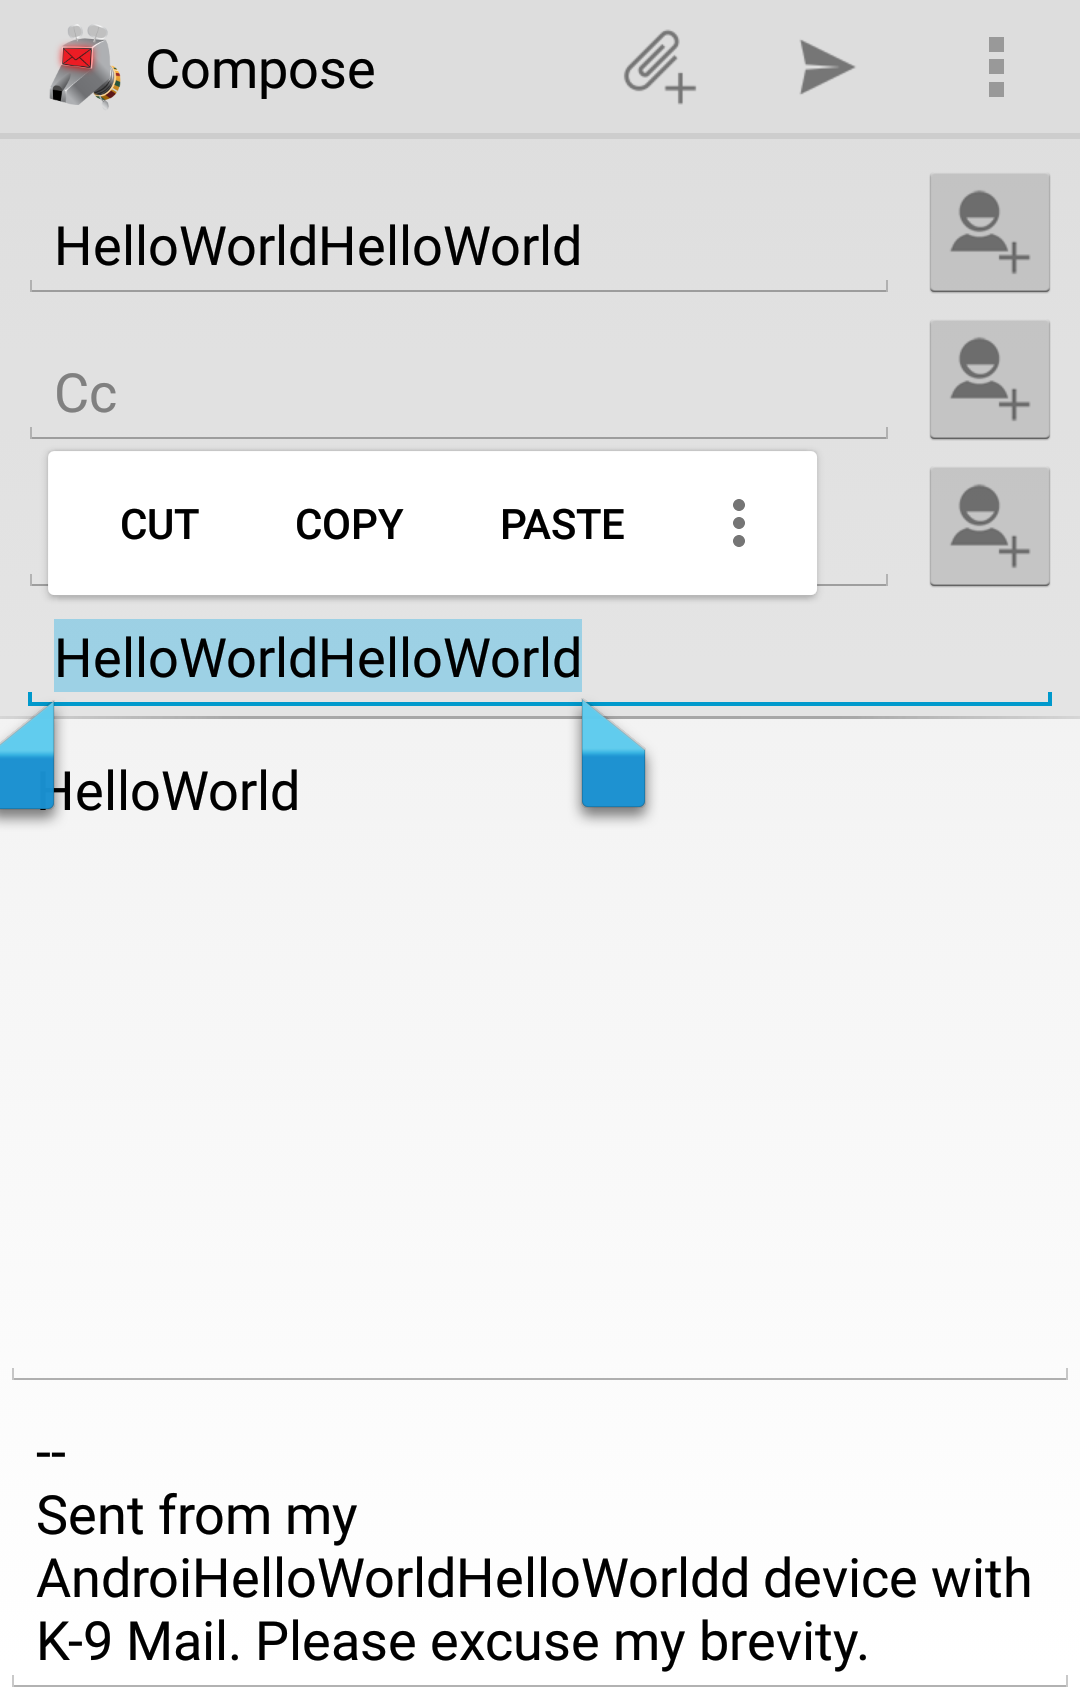 Compose
HelloWorldHelloWorld
Cc
CUT COPY PASTE
HelloWorldHelloWorld
HelloWorld
--
Sent from my
AndroiHelloWorldHelloWorldd device with
K-9 Mail. Please excuse my brevity.